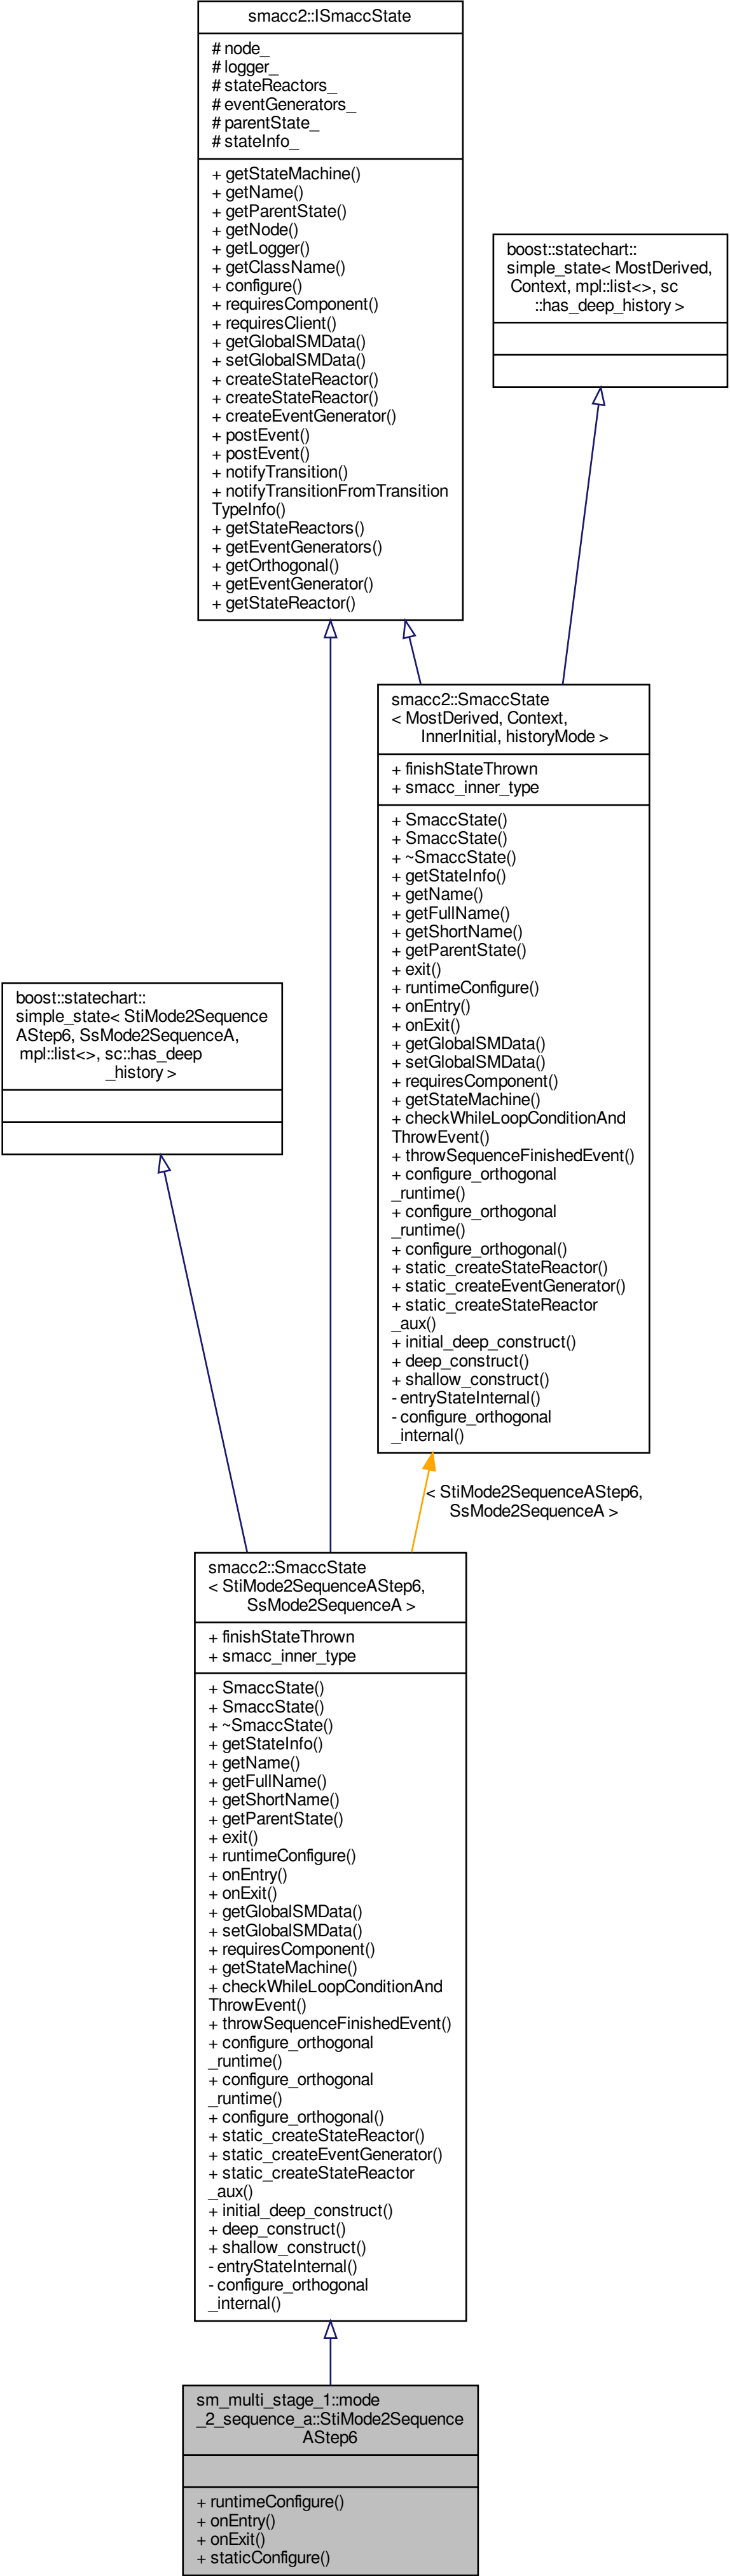 smacc2::ISmaccState
# node_
# logger_
# stateReactors_
# eventGenerators_
# parentState_
# stateInfo_
+ getStateMachine()
+ getName()
+ getParentState()
+ getNode()
+ getLogger()
+ getClassName()
+ configure()
+ requiresComponent()
+ requiresClient()
+ getGlobalSMData()
+ setGlobalSMData()
+ createStateReactor()
+ createStateReactor()
+ createEventGenerator()
+ postEvent()
+ postEvent()
+ notifyTransition()
+ notifyTransitionFromTransition
TypeInfo()
+ getStateReactors()
+ getEventGenerators()
+ getOrthogonal()
+ getEventGenerator()
+ getStateReactor()
boost::statechart::
simple_state< MostDerived,
Context, mpl::list<>, sc
::has_deep_history >
smacc2::SmaccState
< MostDerived, Context,
InnerInitial, historyMode >
+ finishStateThrown
+ smacc_inner_type
+ SmaccState()
+ SmaccState()
+ ~SmaccState()
+ getStateInfo()
+ getName()
+ getFullName()
+ getShortName()
+ getParentState()
+ exit()
+ runtimeConfigure()
+ onEntry()
+ onExit()
+ getGlobalSMData()
+ setGlobalSMData()
+ requiresComponent()
+ getStateMachine()
+ checkWhileLoopConditionAnd
ThrowEvent()
+ throwSequenceFinishedEvent()
+ configure_orthogonal
_runtime()
+ configure_orthogonal
_runtime()
+ configure_orthogonal()
+ static_createStateReactor()
+ static_createEventGenerator()
+ static_createStateReactor
_aux()
+ initial_deep_construct()
+ deep_construct()
+ shallow_construct()
- entryStateInternal()
- configure_orthogonal
_internal()
boost::statechart::
simple_state< StiMode2Sequence
AStep6, SsMode2SequenceA,
mpl::list<>, sc::has_deep
_history >
< StiMode2SequenceAStep6,
SsMode2SequenceA >
smacc2::SmaccState
< StiMode2SequenceAStep6,
SsMode2SequenceA >
+ finishStateThrown
+ smacc_inner_type
+ SmaccState()
+ SmaccState()
+ ~SmaccState()
+ getStateInfo()
+ getName()
+ getFullName()
+ getShortName()
+ getParentState()
+ exit()
+ runtimeConfigure()
+ onEntry()
+ onExit()
+ getGlobalSMData()
+ setGlobalSMData()
+ requiresComponent()
+ getStateMachine()
+ checkWhileLoopConditionAnd
ThrowEvent()
+ throwSequenceFinishedEvent()
+ configure_orthogonal
_runtime()
+ configure_orthogonal
_runtime()
+ configure_orthogonal()
+ static_createStateReactor()
+ static_createEventGenerator()
+ static_createStateReactor
_aux()
+ initial_deep_construct()
+ deep_construct()
+ shallow_construct()
- entryStateInternal()
- configure_orthogonal
_internal()
sm_multi_stage_1::mode
_2_sequence_a::StiMode2Sequence
AStep6
+ runtimeConfigure()
+ onEntry()
+ onExit()
+ staticConfigure()